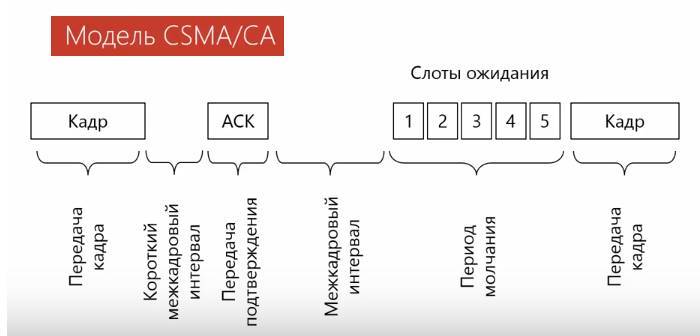 Модель CSMA/CA
Слоты ожидания
Кадр
АСК
1 2 3 4 5
Кадр
Передача
кадра
Короткий
межкадровый
интервал
Передача
подтверждения
Межкадровый
интервал
Период
молчания
Передача
кадра